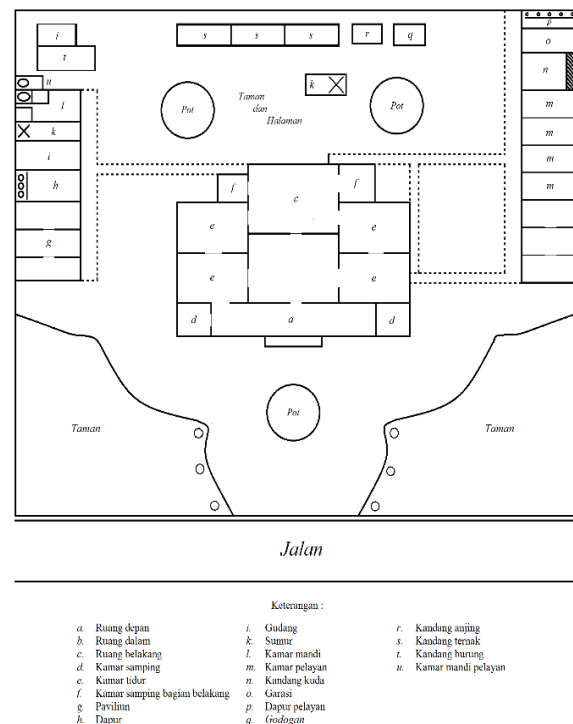 p
i s s s r q o
t
n
u k
l Pot Taman Pot m
dan
Halaman
k m
i m
h f c f m
e e
g
e e
d a d
Pot
Taman Taman
Jalan
Keterangan :
a. Ruang depan i. Gudang r. Kandang anjing
b. Ruang dalam k. Sumur s. Kandang ternak
c. Ruang belakang l. Kamar mandi t. Kandang burung
d. Kamar samping m. Kamar pelayan u. Kamar mandi pelayan
e. Kamar tidur n. Kandang kuda
f. Kamar samping bagian belakang o. Garasi
g. Paviliun p. Dapur pelayan
h. Dapur q. Godogan